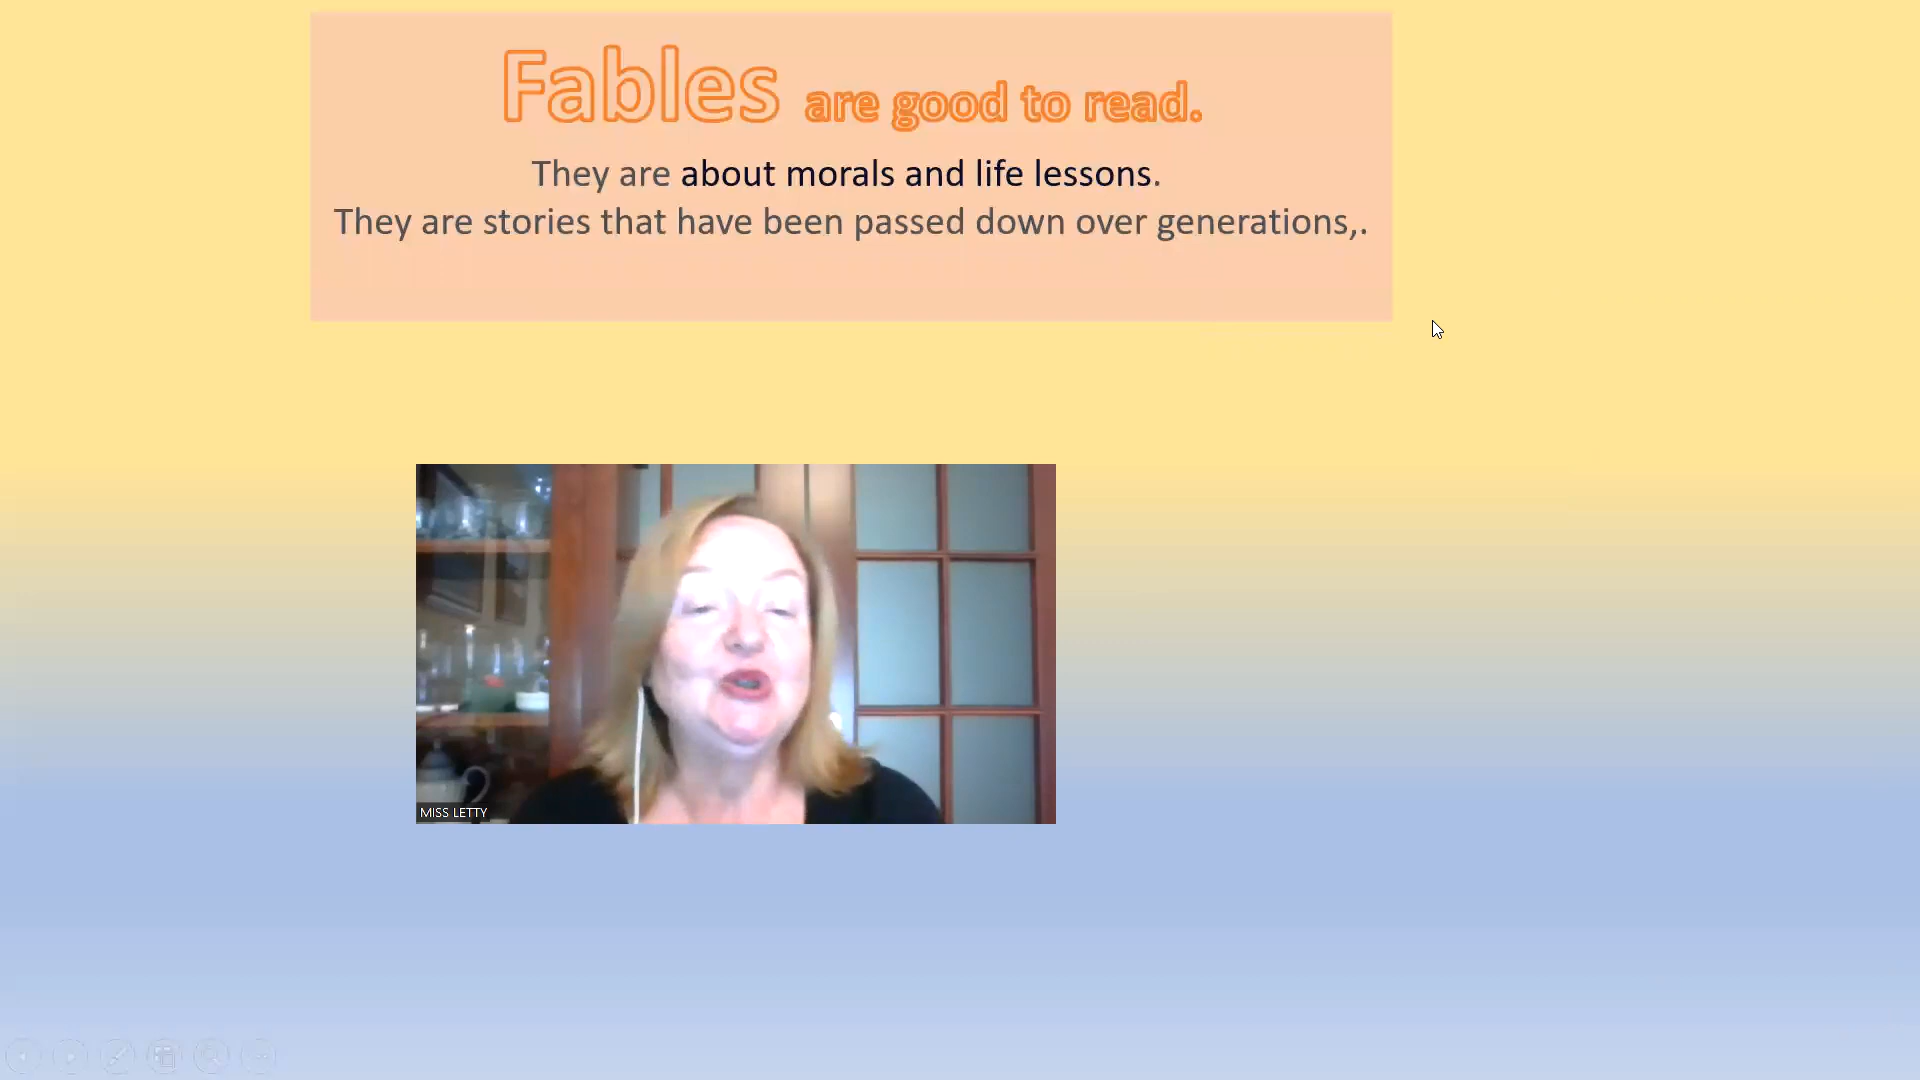 Fables are good to read.
They are about morals and life lessons.
They are stories that have been passed down over generations,.
MISS LETTY